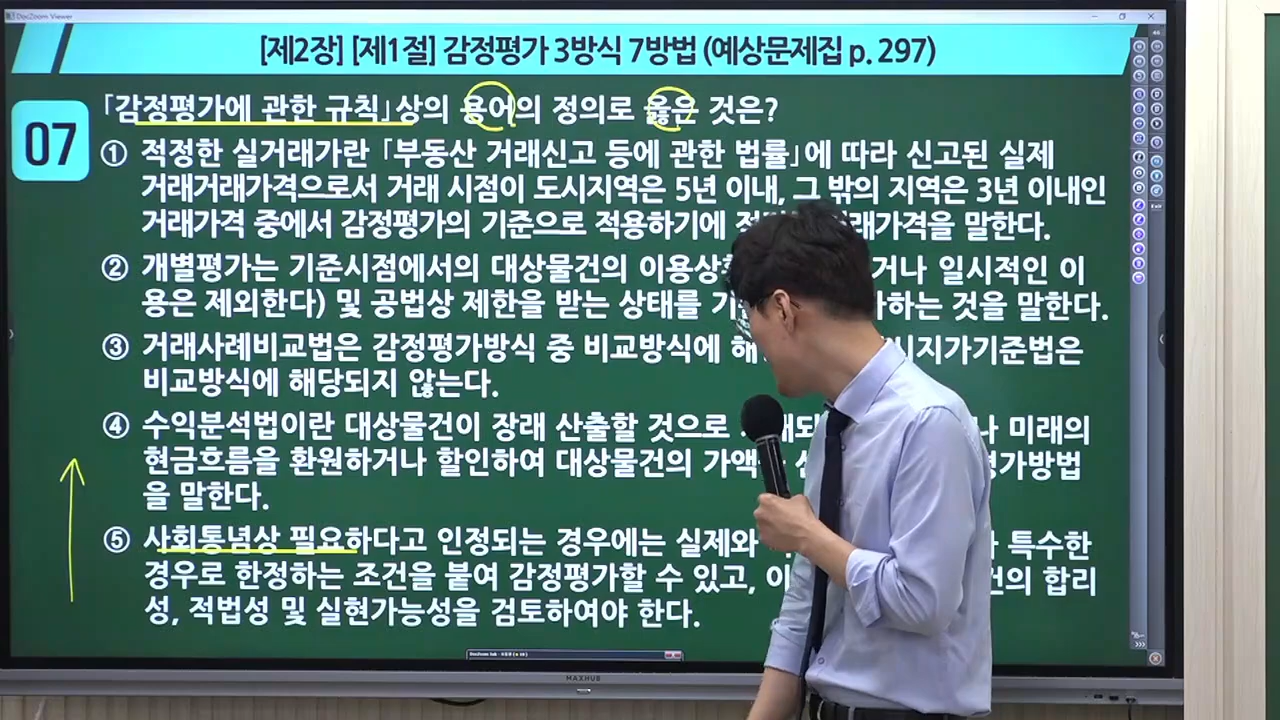 DocZoom Viewer
[제2장] [제1절] 감정평가 3방식 7방법 (예상문제집 p. 297)
07
「감정평가에 관한 규칙」상의 용어의 정의로 옳은 것은?
① 적정한 실거래가란 「부동산 거래신고 등에 관한 법률」에 따라 신고된 실제
거래거래가격으로서 거래 시점이 도시지역은 5년 이내, 그 밖의 지역은 3년 이내인
거래가격 중에서 감정평가의 기준으로 적용하기에 래가격을 말한다.
② 개별평가는 기준시점에서의 대상물건의 이용상 거나 일시적인 이
용은 제외한다) 및 공법상 제한을 받는 상태를 하는 것을 말한다.
③ 거래사례비교법은 감정평가방식 중 비교방식에 시지가기준법은
비교방식에 해당되지 않는다.
④ 수익분석법이란 대상물건이 장래 산출할 것으로 나 미래의
현금흐름을 환원하거나 할인하여 대상물건의 가액 평가방법
을 말한다.
⑤ 사회통념상 필요하다고 인정되는 경우에는 실제와 특수한
경우로 한정하는 조건을 붙여 감정평가할 수 있고, 건의 합리
성, 적법성 및 실현가능성을 검토하여야 한다.
MAXHUB